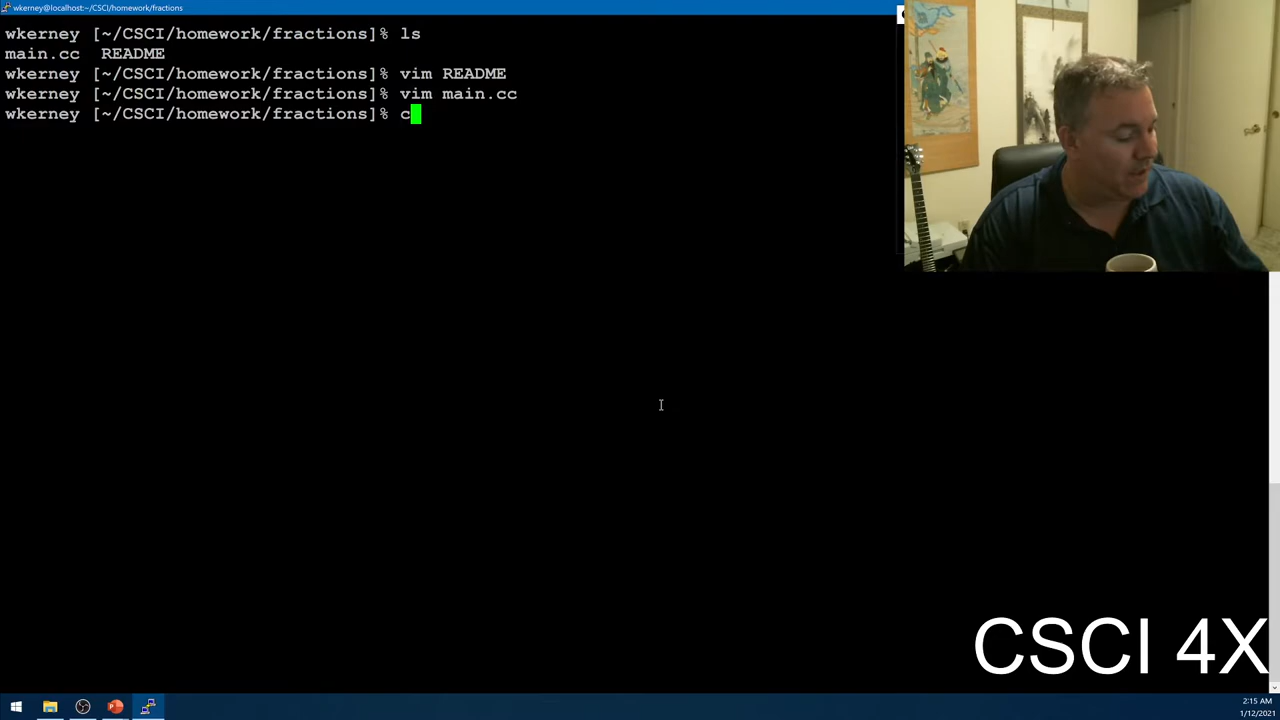 wkerney@localhost:~/CSCI/homework/fractions
wkerney [~/CSCI/homework/fractions]% ls
main.cc  README
wkerney [~/CSCI/homework/fractions]% vim README
wkerney [~/CSCI/homework/fractions]% vim main.cc
wkerney [~/CSCI/homework/fractions]% c
CSCI 4X
2:15 AM
1/12/2021